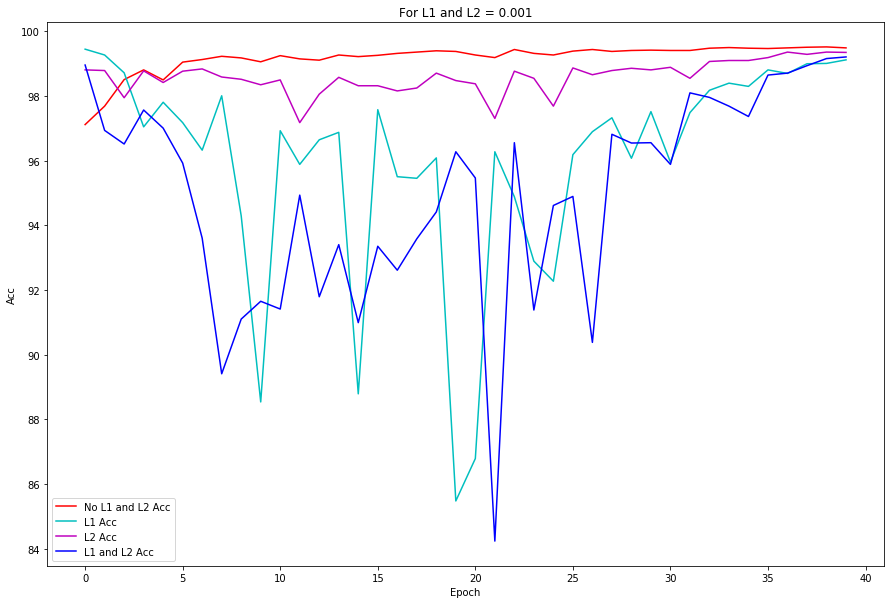 For L1 and L2 = 0.001
Acc
100
98
96
94
92
90
88
86
84
No L1 and L2 Acc
L1 Acc
L2 Acc
L1 and L2 Acc
0 5 10 15 20 25 30 35 40
Epoch